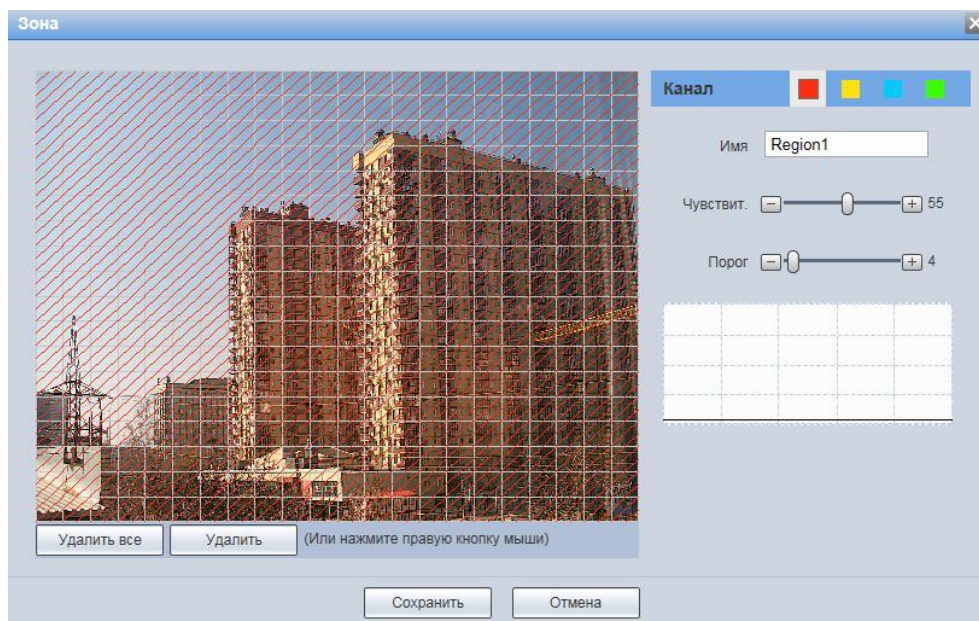 Зона
Канал
Имя Region1
Чувствит. 55
Порог 4
Удалить все Удалить (Или нажмите правую кнопку мыши)
Сохранить Отмена